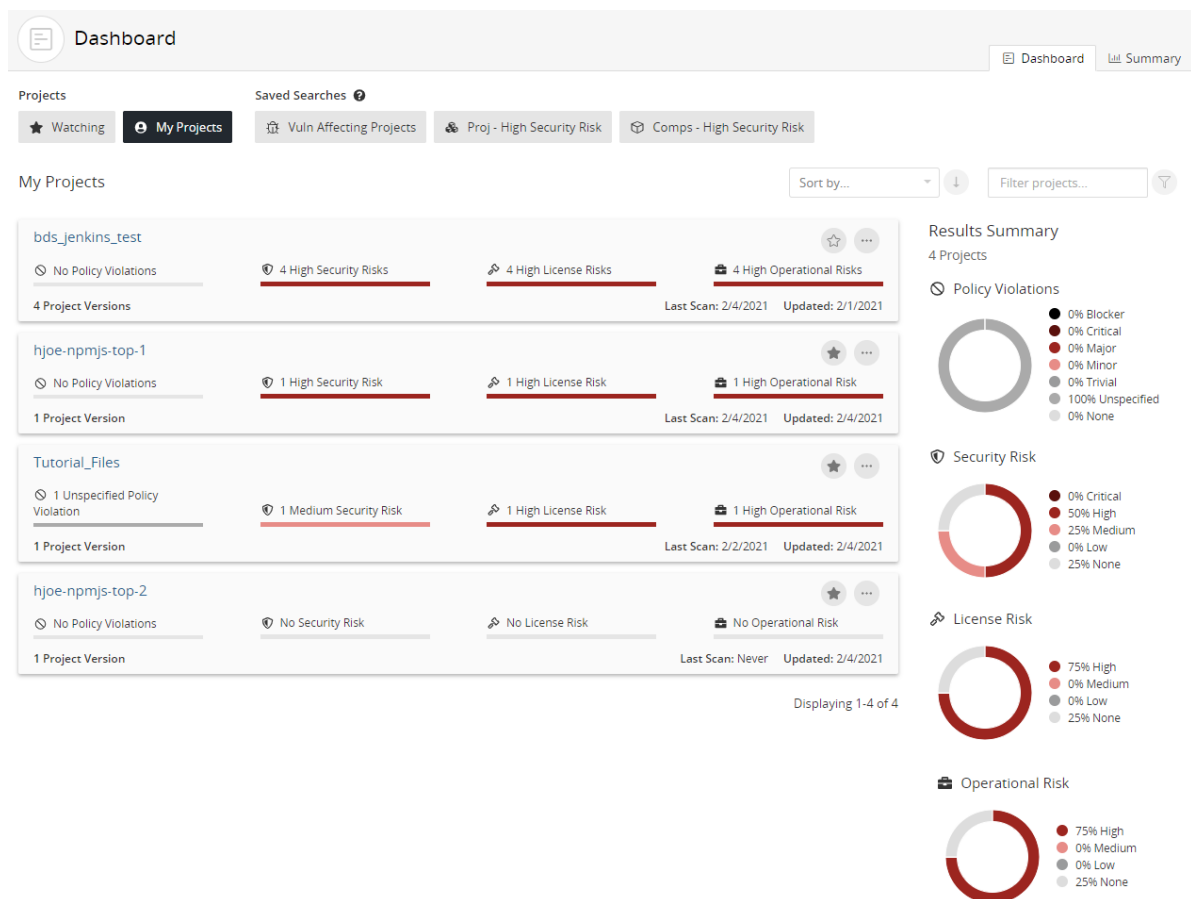 Dashboard
Dashboard
Summary
Projects
Saved Searches
Watching
My Projects
Vuln Affecting Projects
Proj - High Security Risk
Comps - High Security Risk
My Projects
Sort by...
Filter projects...
bds_jenkins_test
No Policy Violations
4 High Security Risks
4 High License Risks
4 High Operational Risks
4 Project Versions
Last Scan: 2/4/2021 Updated: 2/1/2021
hjoe-npmjs-top-1
No Policy Violations
1 High Security Risk
1 High License Risk
1 High Operational Risk
1 Project Version
Last Scan: 2/4/2021 Updated: 2/4/2021
Tutorial_Files
1 Unspecified Policy
Violation
1 Medium Security Risk
1 High License Risk
1 High Operational Risk
1 Project Version
Last Scan: 2/2/2021 Updated: 2/4/2021
hjoe-npmjs-top-2
No Policy Violations
No Security Risk
No License Risk
No Operational Risk
1 Project Version
Last Scan: Never Updated: 2/4/2021
Displaying 1-4 of 4
Results Summary
4 Projects
Policy Violations
0% Blocker
0% Critical
0% Major
0% Minor
0% Trivial
100% Unspecified
0% None
Security Risk
0% Critical
50% High
25% Medium
0% Low
25% None
License Risk
75% High
0% Medium
0% Low
25% None
Operational Risk
75% High
0% Medium
0% Low
25% None